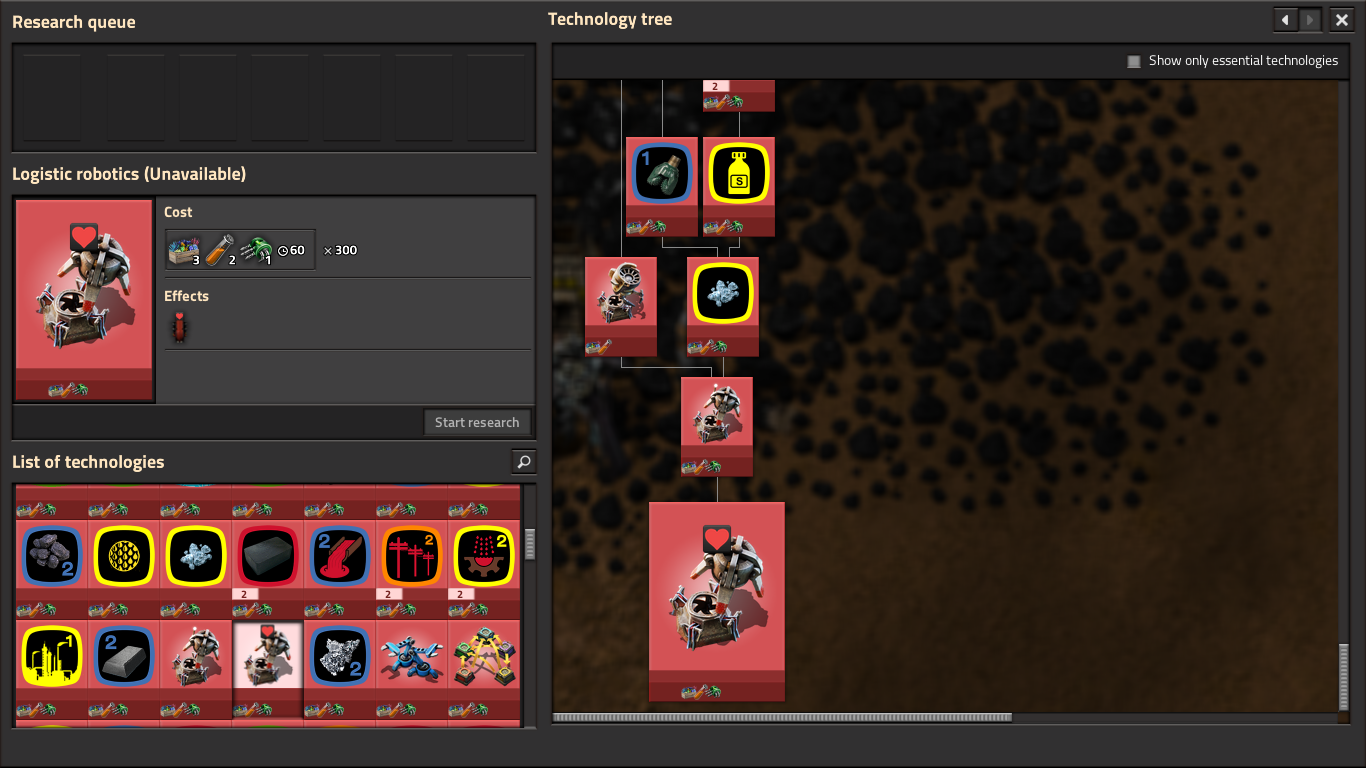 Research queue
Technology tree
Show only essential technologies
2
1
S
Logistic robotics (Unavailable)
Cost
3
2
1
60
× 300
Effects
Start research
List of technologies
2
2
2
2
2
2
2
1
2
2